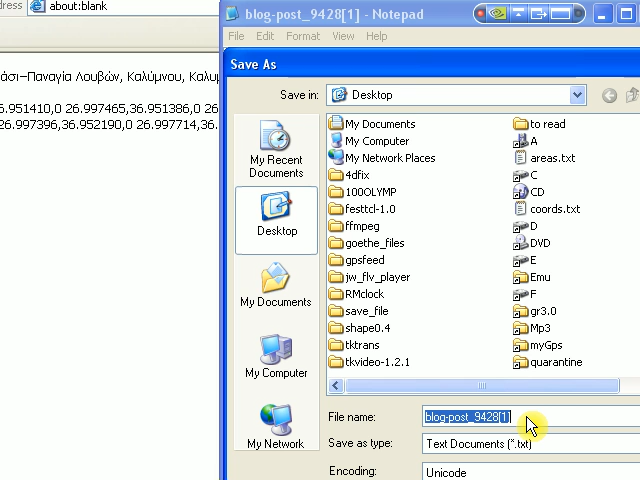 dress about:blank
άσι-Παναγία Λουβών, Καλύμνου, Καλυμ
6.951410,0 26.997465,36.951386,0 26
26.997396,36.952190,0 26.997714,36.
blog-post_9428[1] - Notepad
File Edit Format View Help
Save As
Save in: Desktop
My Recent
Documents
Desktop
My Documents
My Computer
My Network
My Documents
My Computer
My Network Places
4dfix
100OLYMP
festtcl-1.0
ffmpeg
goethe_files
gpsfeed
jw_flv_player
RMclock
save_file
shape0.4
tktrans
tkvideo-1.2.1
to read
A
areas.txt
C
CD
coords.txt
D
DVD
E
Emu
F
gr3.0
Mp3
myGps
quarantine
File name: blog-post_9428[1]
Save as type: Text Documents (*.txt)
Encoding: Unicode